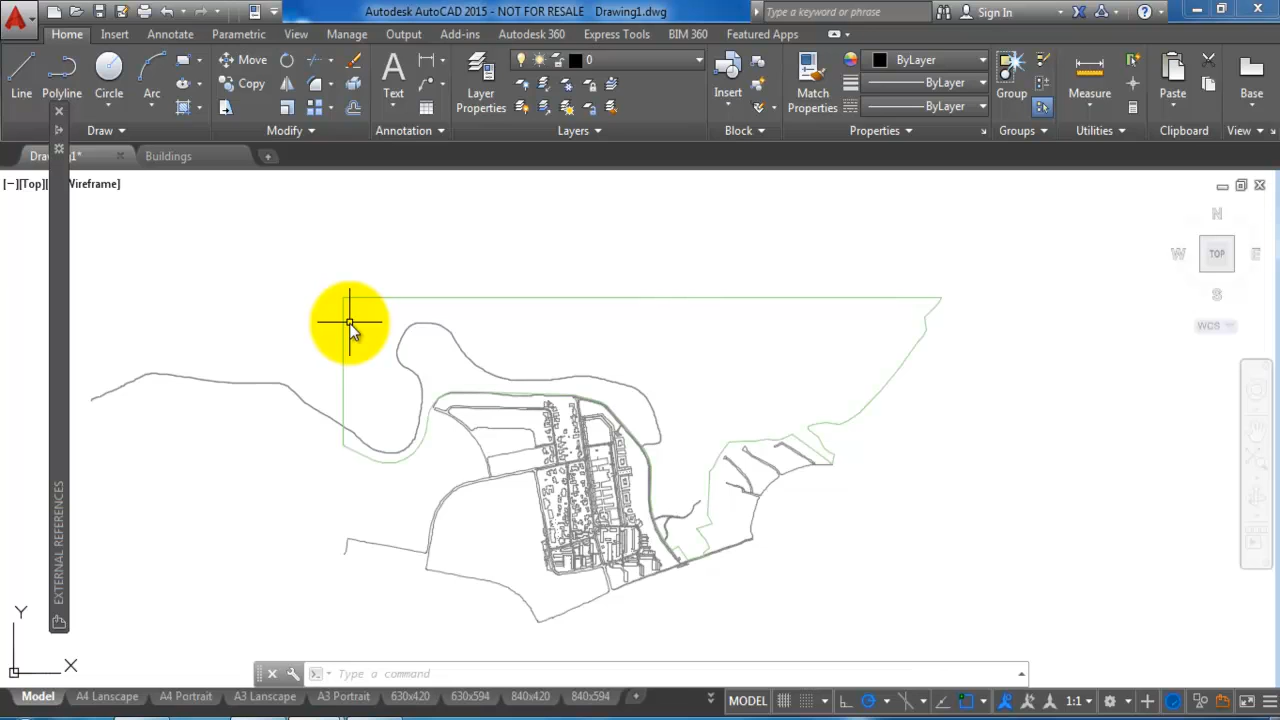 Autodesk AutoCAD 2015 - NOT FOR RESALE Drawing1.dwg
Type a keyword or phrase
Sign In
Home Insert Annotate Parametric View Manage Output Add-ins Autodesk 360 Express Tools BIM 360 Featured Apps
Line Polyline Circle Arc
Move
Copy
Text
Layer
Properties
0
Insert
Match
Properties
ByLayer
ByLayer
ByLayer
Group
Measure
Paste
Base
Draw Modify Annotation Layers Block Properties Groups Utilities Clipboard View
Buildings
[−][Top][ Wireframe]
N
W TOP E
S
WCS
EXTERNAL REFERENCES
Y
X
Type a command
Model A4 Lanscape A4 Portrait A3 Lanscape A3 Portrait 630x420 630x594 840x420 840x594 +
MODEL 1:1